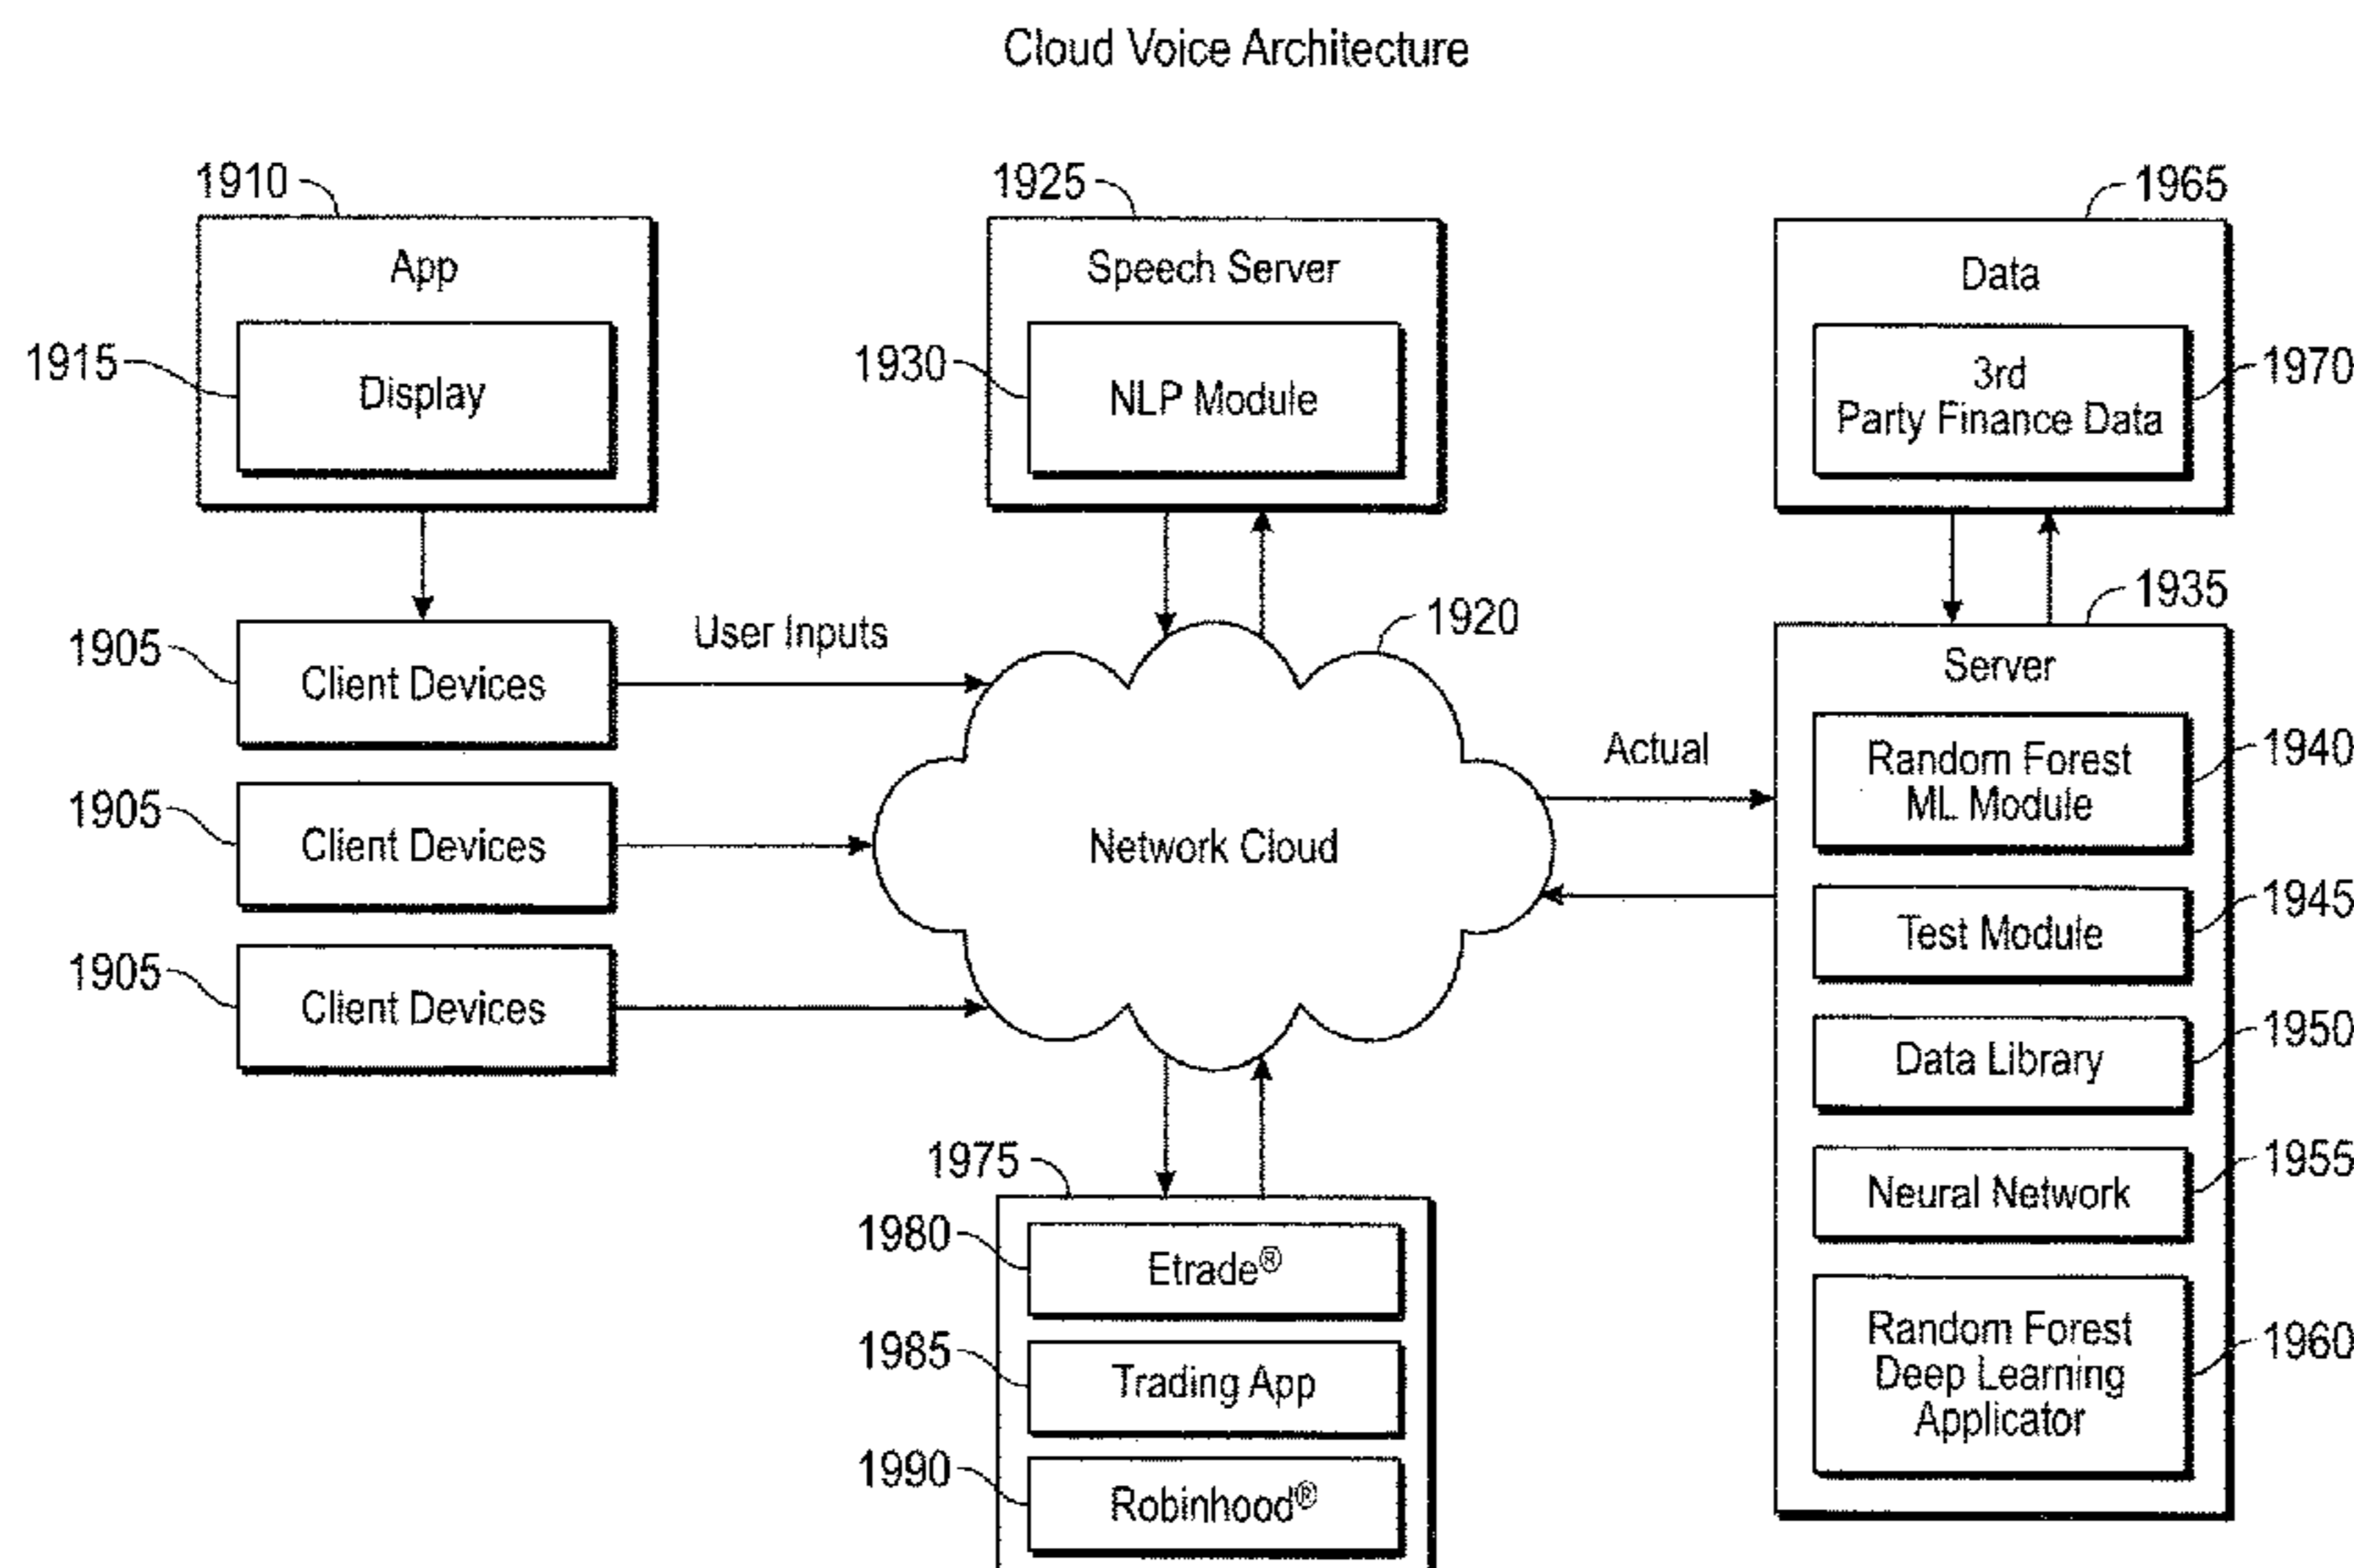 Cloud Voice Architecture
1910
1925
1965
App
Speech Server
Data
1915
Display
1930
NLP Module
3rd
Party Finance Data
1970
1905
Client Devices
User Inputs
1920
1935
Server
1905
Client Devices
Network Cloud
Actual
Random Forest
ML Module
1940
Test Module
1945
1905
Client Devices
Data Library
1950
1975
Neural Network
1955
1980
Etrade®
1985
Trading App
Random Forest
Deep Learning
Applicator
1960
1990
Robinhood®